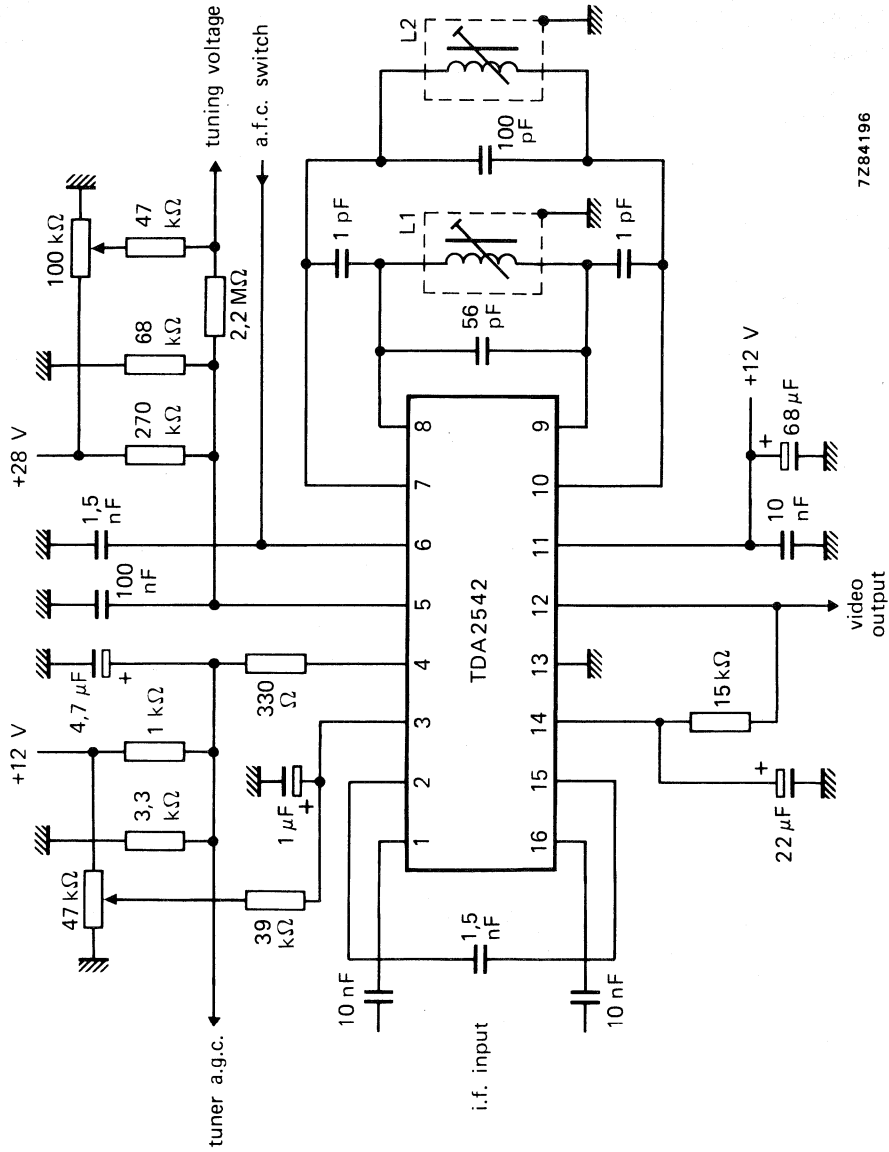 +12 V
+28 V
47 kΩ
3,3
kΩ
1 kΩ
4,7 µF
+
100
nF
1,5
nF
270
kΩ
68
kΩ
100 kΩ
47
kΩ
2,2 MΩ
tuner a.g.c.
tuning voltage
a.f.c. switch
39
kΩ
1 µF
+
330
Ω
10 nF
1,5
nF
10 nF
i.f. input
1
2
3
4
5
6
7
8
TDA2542
16
15
14
13
12
11
10
9
1 pF
56
pF
L1
1 pF
100
pF
L2
22 µF
+
15 kΩ
video
output
10
nF
+
68 µF
+12 V
7Z84196